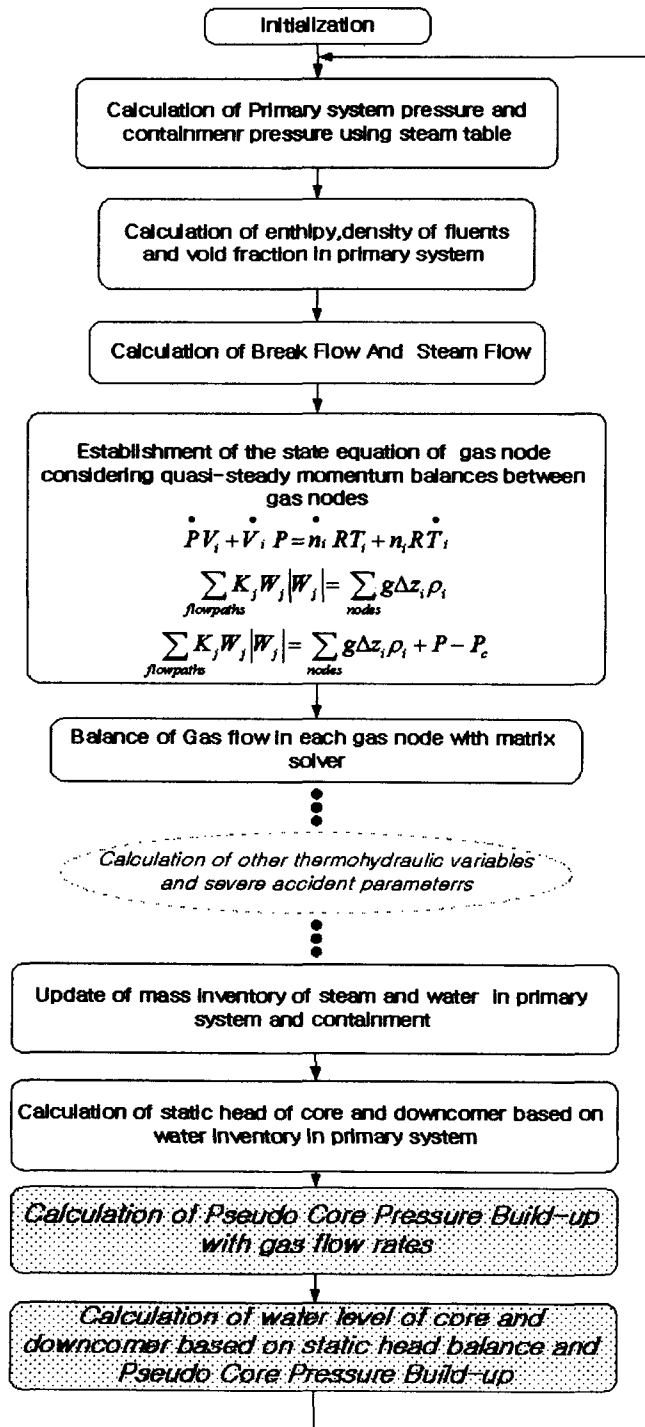 Initialization
Calculation of Primary system pressure and
containmenr pressure using steam table
Calculation of enthlpy,density of fluents
and void fraction in primary system
Calculation of Break Flow And Steam Flow
Establishment of the state equation of gas node
considering quasi-steady momentum balances between
gas nodes
Ṗ V_i + V̇_i P = ṅ_i RT_i + n_i RṪ_i
∑_{flowpaths} K_j W_j |W_j| = ∑_{nodes} gΔz_i ρ_i
∑_{flowpaths} K_j W_j |W_j| = ∑_{nodes} gΔz_i ρ_i + P − P_c
Balance of Gas flow in each gas node with matrix
solver
Calculation of other thermohydraulic variables
and severe accident parameterrs
Update of mass inventory of steam and water in primary
system and containment
Calculation of static head of core and downcomer based on
water inventory in primary system
Calculation of Pseudo Core Pressure Build-up
with gas flow rates
Calculation of water level of core and
downcomer based on static head balance and
Pseudo Core Pressure Build-up